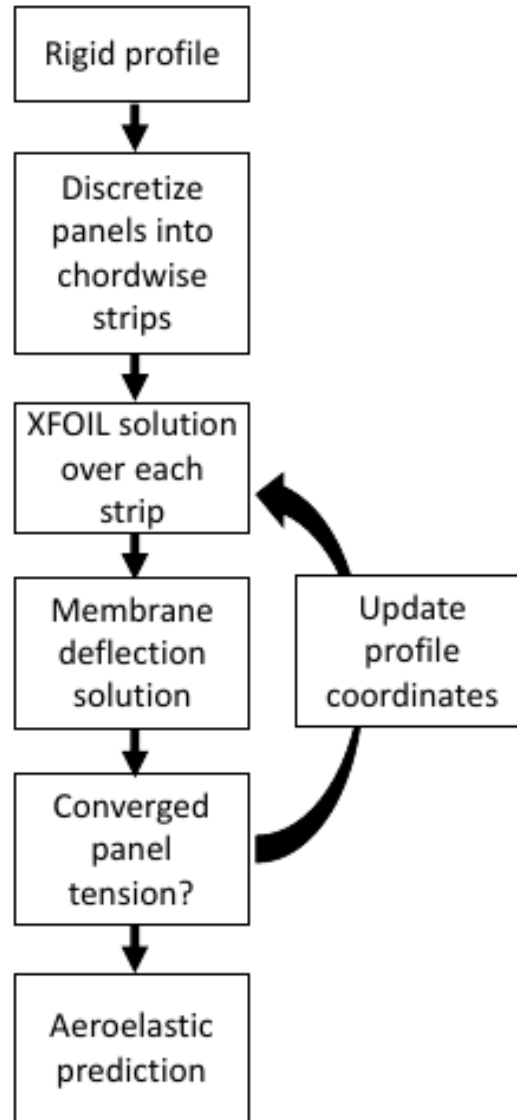 Rigid profile
Discretize
panels into
chordwise
strips
XFOIL solution
over each
strip
Membrane
deflection
solution
Update
profile
coordinates
Converged
panel
tension?
Aeroelastic
prediction